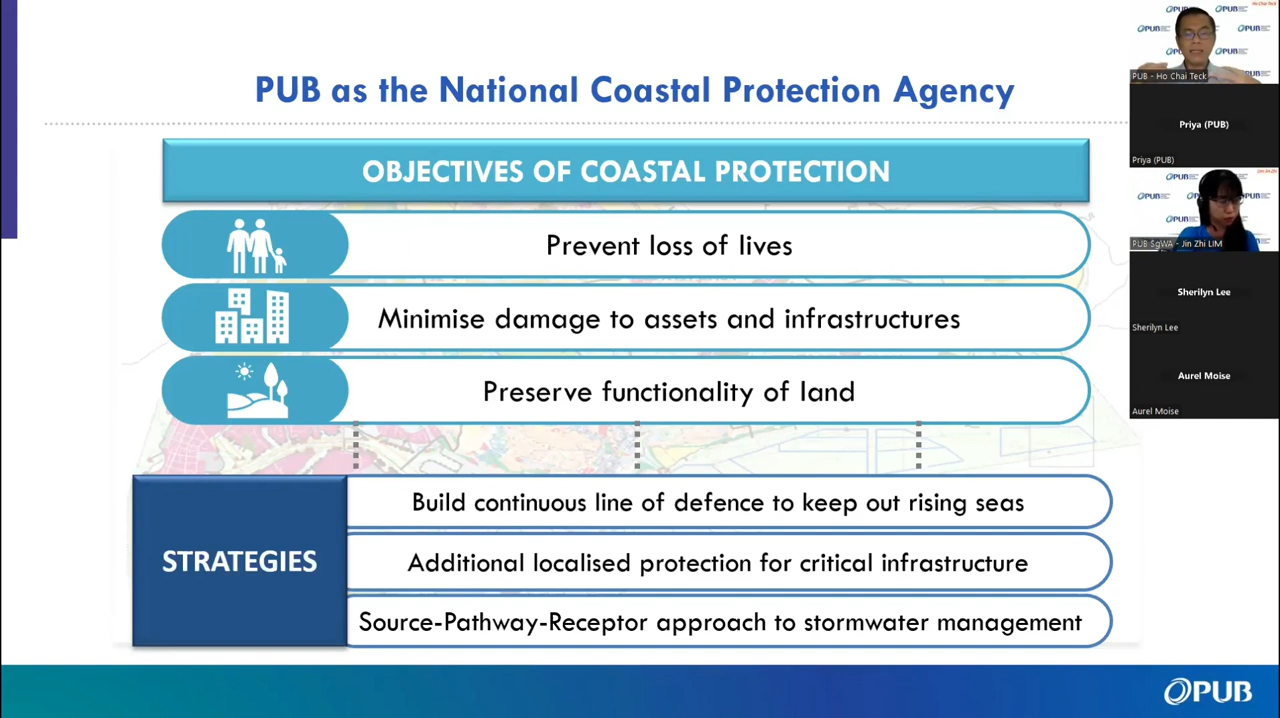 PUB as the National Coastal Protection Agency
OBJECTIVES OF COASTAL PROTECTION
Prevent loss of lives
Minimise damage to assets and infrastructures
Preserve functionality of land
STRATEGIES
Build continuous line of defence to keep out rising seas
Additional localised protection for critical infrastructure
Source-Pathway-Receptor approach to stormwater management
PUB
PUB - Ho Chai Teck
Priya (PUB)
Priya (PUB)
PUB SgWA - Jin Zhi LIM
Sherilyn Lee
Sherilyn Lee
Aurel Moise
Aurel Moise